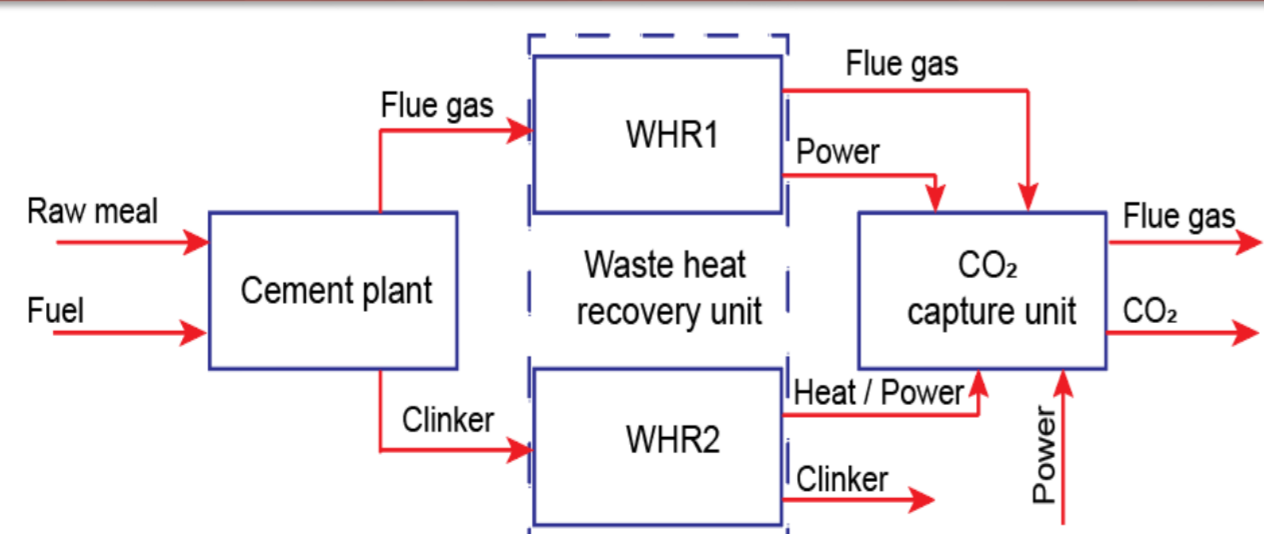 Flue gas
Flue gas
WHR1
Power
Raw meal
Flue gas
Cement plant
Waste heat
recovery unit
CO₂
capture unit
Fuel
CO₂
Heat / Power
Clinker
WHR2
Power
Clinker